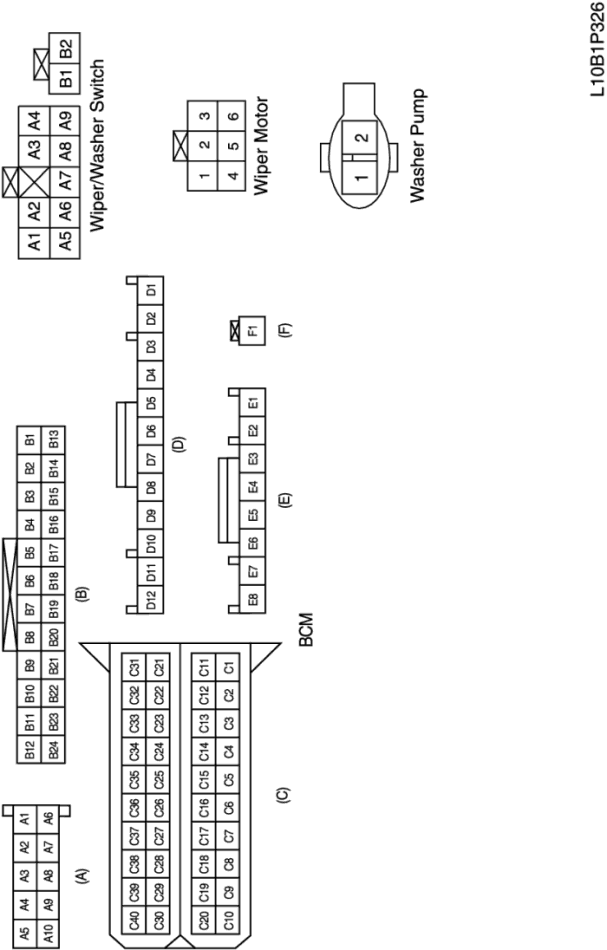 A5 A4 A3 A2 A1
A10 A9 A8 A7 A6
(A)
B12 B11 B10 B9 B8 B7 B6 B5 B4 B3 B2 B1
B24 B23 B22 B21 B20 B19 B18 B17 B16 B15 B14 B13
(B)
A1 A2 A3 A4
A5 A6 A7 A8 A9
B1 B2
Wiper/Washer Switch
C40 C39 C38 C37 C36 C35 C34 C33 C32 C31
C30 C29 C28 C27 C26 C25 C24 C23 C22 C21
C20 C19 C18 C17 C16 C15 C14 C13 C12 C11
C10 C9 C8 C7 C6 C5 C4 C3 C2 C1
(C)
D12 D11 D10 D9 D8 D7 D6 D5 D4 D3 D2 D1
(D)
E8 E7 E6 E5 E4 E3 E2 E1
(E)
F1
(F)
BCM
1 2 3
4 5 6
Wiper Motor
1 2
Washer Pump
L10B1P326